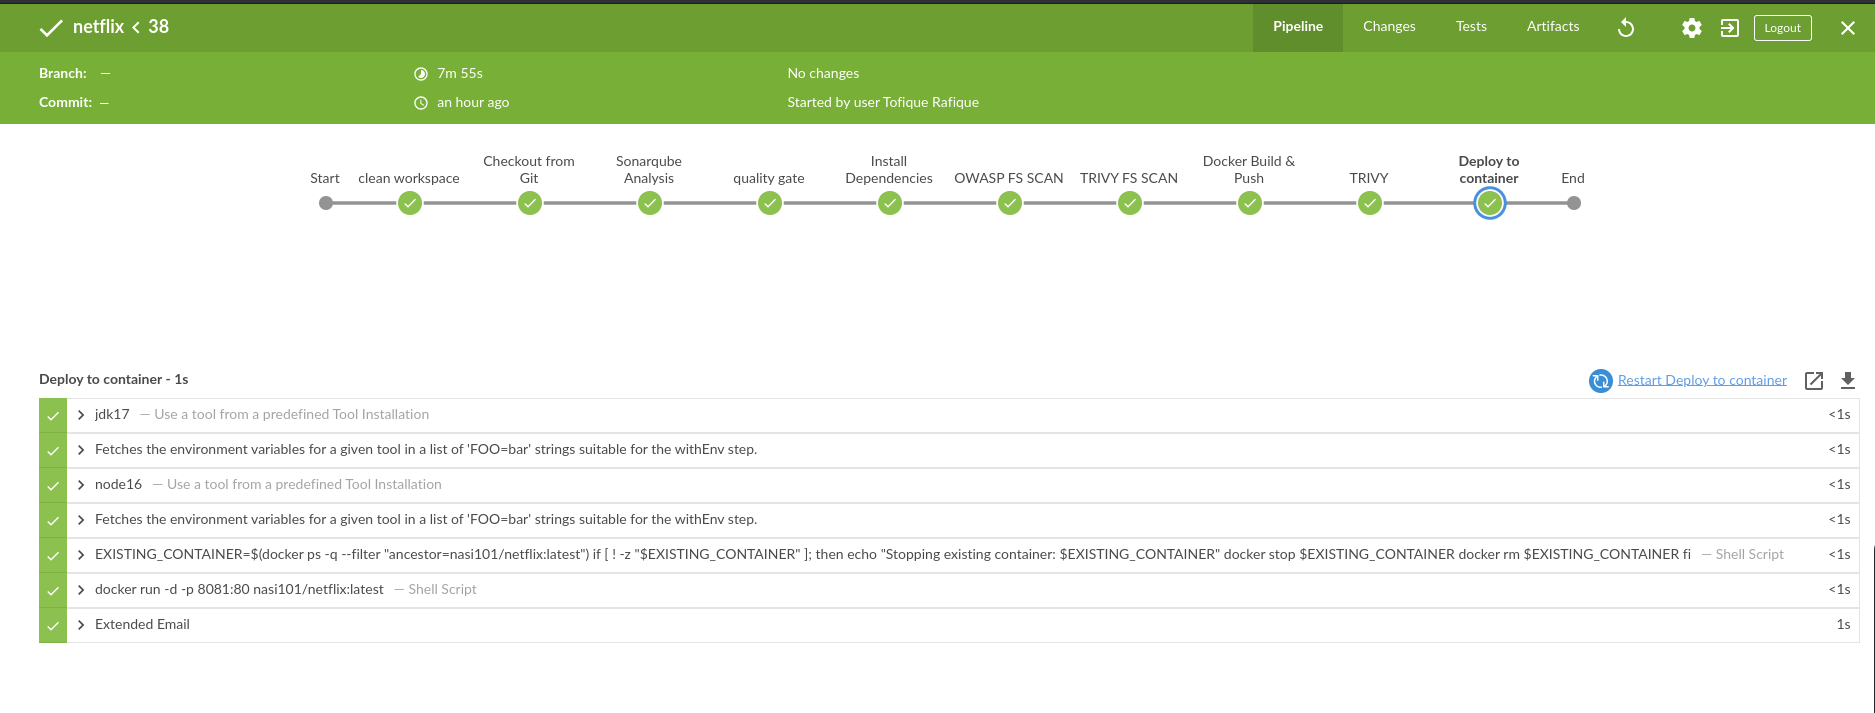 netflix < 38
Pipeline
Changes
Tests
Artifacts
Logout
Branch: —
7m 55s
No changes
Commit: —
an hour ago
Started by user Tofique Rafique
Start
clean workspace
Checkout from
Git
Sonarqube
Analysis
quality gate
Install
Dependencies
OWASP FS SCAN
TRIVY FS SCAN
Docker Build &
Push
TRIVY
Deploy to
container
End
Deploy to container - 1s
Restart Deploy to container
jdk17 — Use a tool from a predefined Tool Installation <1s
Fetches the environment variables for a given tool in a list of 'FOO=bar' strings suitable for the withEnv step. <1s
node16 — Use a tool from a predefined Tool Installation <1s
Fetches the environment variables for a given tool in a list of 'FOO=bar' strings suitable for the withEnv step. <1s
EXISTING_CONTAINER=$(docker ps -q --filter "ancestor=nasi101/netflix:latest") if [ ! -z "$EXISTING_CONTAINER" ]; then echo "Stopping existing container: $EXISTING_CONTAINER" docker stop $EXISTING_CONTAINER docker rm $EXISTING_CONTAINER fi — Shell Script <1s
docker run -d -p 8081:80 nasi101/netflix:latest — Shell Script <1s
Extended Email 1s